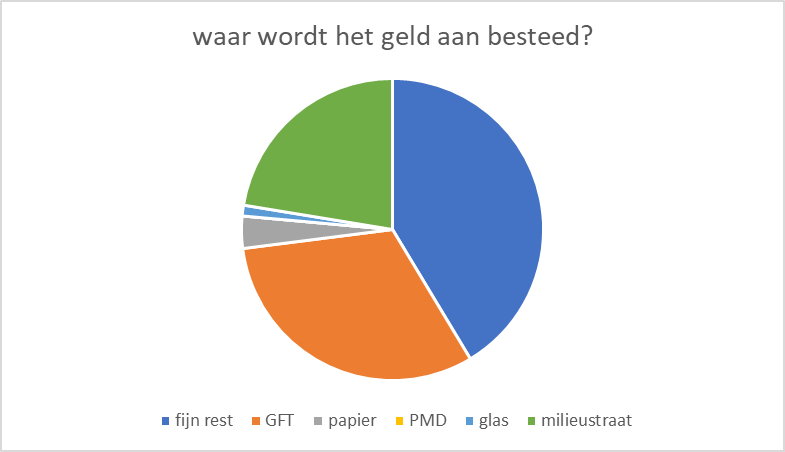 waar wordt het geld aan besteed?
fijn rest GFT papier PMD glas milieustraat